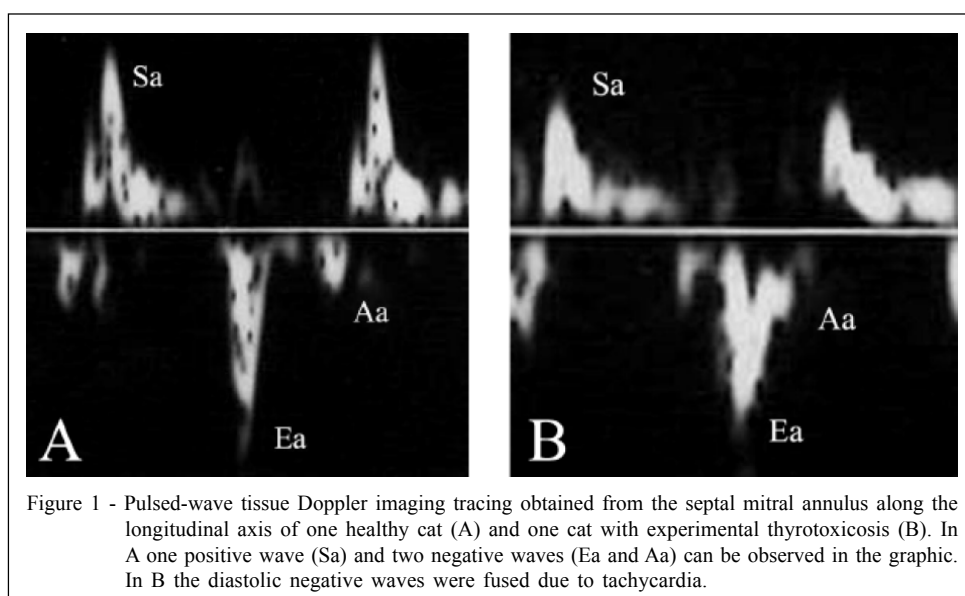 Sa
Aa
Ea
A
Sa
Aa
Ea
B
Figure 1 - Pulsed-wave tissue Doppler imaging tracing obtained from the septal mitral annulus along the
longitudinal axis of one healthy cat (A) and one cat with experimental thyrotoxicosis (B). In
A one positive wave (Sa) and two negative waves (Ea and Aa) can be observed in the graphic.
In B the diastolic negative waves were fused due to tachycardia.